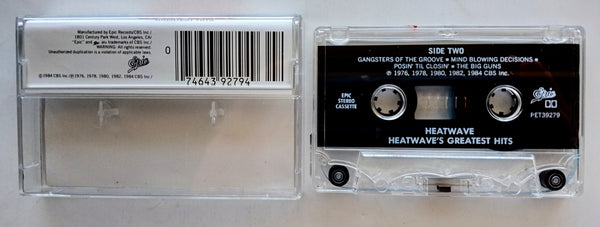 Manufactured by Epic Records/CBS Inc./
1801 Century Park West, Los Angeles, CA/
"Epic" and are trademarks of CBS Inc./
WARNING: All rights reserved.
Unauthorized duplication is a violation of applicable laws.
Epic
© 1984 CBS Inc./℗ 1976, 1978, 1980, 1982, 1984 CBS Inc.
0
74643 92794
SIDE TWO
GANGSTERS OF THE GROOVE ■ MIND BLOWING DECISIONS ■
POSIN' TIL CLOSIN' ■ THE BIG GUNS
℗ 1976, 1978, 1980, 1982, 1984 CBS Inc.
EPIC
STEREO
CASSETTE
Epic
PET39279
HEATWAVE
HEATWAVE'S GREATEST HITS